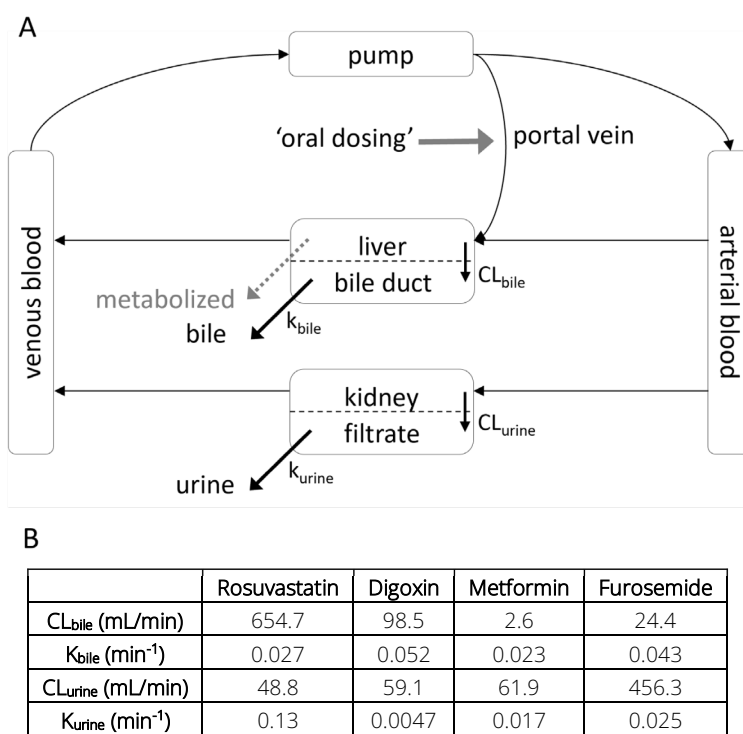 A
pump
'oral dosing'
portal vein
venous blood
arterial blood
liver
bile duct
CLbile
metabolized
bile
kbile
kidney
filtrate
CLurine
urine
kurine
B
Rosuvastatin Digoxin Metformin Furosemide
CLbile (mL/min) 654.7 98.5 2.6 24.4
Kbile (min-1) 0.027 0.052 0.023 0.043
CLurine (mL/min) 48.8 59.1 61.9 456.3
Kurine (min-1) 0.13 0.0047 0.017 0.025